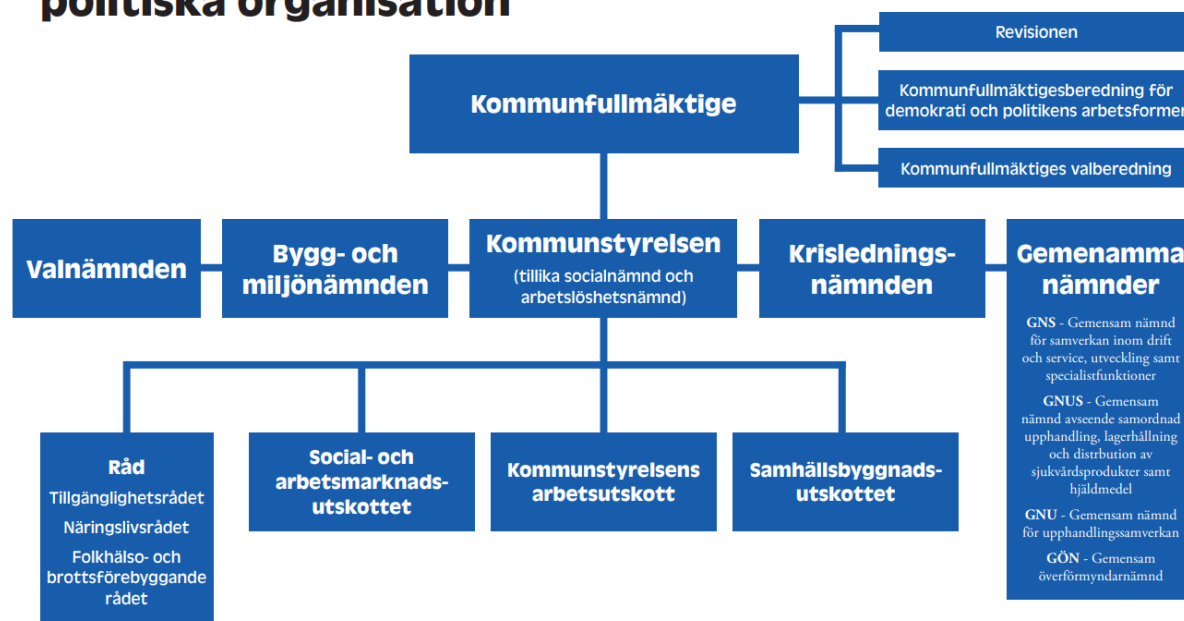 politiska organisation
Revisionen
Kommunfullmäktige
Kommunfullmäktigesberedning för
demokrati och politikens arbetsformer
Kommunfullmäktiges valberedning
Valnämnden
Bygg- och
miljönämnden
Kommunstyrelsen
(tillika socialnämnd och
arbetslöshetsnämnd)
Krislednings-
nämnden
Gemenamma
nämnder
GNS - Gemensam nämnd
för samverkan inom drift
och service, utveckling samt
specialistfunktioner
GNUS - Gemensam
nämnd avseende samordnad
upphandling, lagerhållning
och distrbution av
sjukvårdsprodukter samt
hjäldmedel
GNU - Gemensam nämnd
för upphandlingssamverkan
GÖN - Gemensam
överförmyndarnämnd
Råd
Tillgänglighetsrådet
Näringslivsrådet
Folkhälso- och
brottsförebyggande
rådet
Social- och
arbetsmarknads-
utskottet
Kommunstyrelsens
arbetsutskott
Samhällsbyggnads-
utskottet